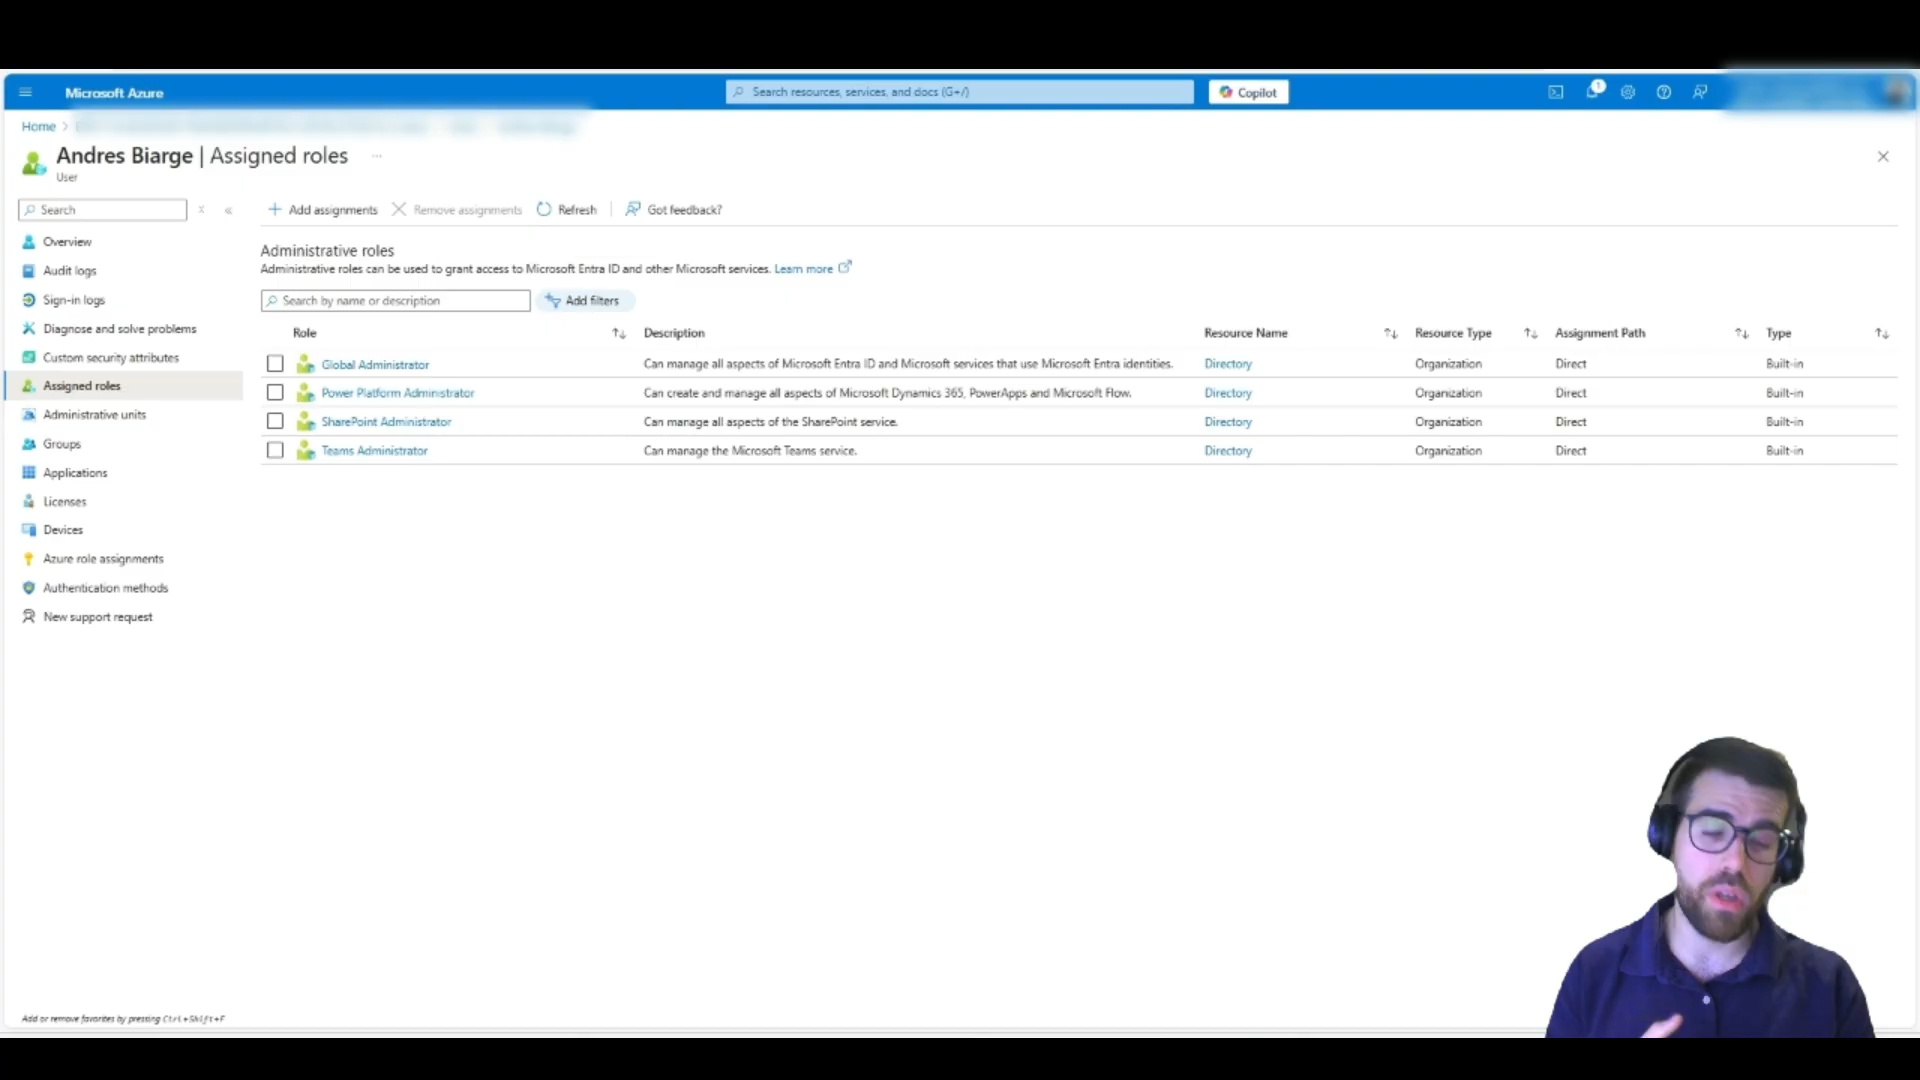 Microsoft Azure
Search resources, services, and docs (G+/)
Copilot
1
Home >
Andres Biarge | Assigned roles
User
Search
Add assignments
Remove assignments
Refresh
Got feedback?
Overview
Audit logs
Sign-in logs
Diagnose and solve problems
Custom security attributes
Assigned roles
Administrative units
Groups
Applications
Licenses
Devices
Azure role assignments
Authentication methods
New support request
Administrative roles
Administrative roles can be used to grant access to Microsoft Entra ID and other Microsoft services. Learn more
Search by name or description
Add filters
Role Description Resource Name Resource Type Assignment Path Type
Global Administrator Can manage all aspects of Microsoft Entra ID and Microsoft services that use Microsoft Entra identities. Directory Organization Direct Built-in
Power Platform Administrator Can create and manage all aspects of Microsoft Dynamics 365, PowerApps and Microsoft Flow. Directory Organization Direct Built-in
SharePoint Administrator Can manage all aspects of the SharePoint service. Directory Organization Direct Built-in
Teams Administrator Can manage the Microsoft Teams service. Directory Organization Direct Built-in
Add or remove favorites by pressing Ctrl+Shift+F